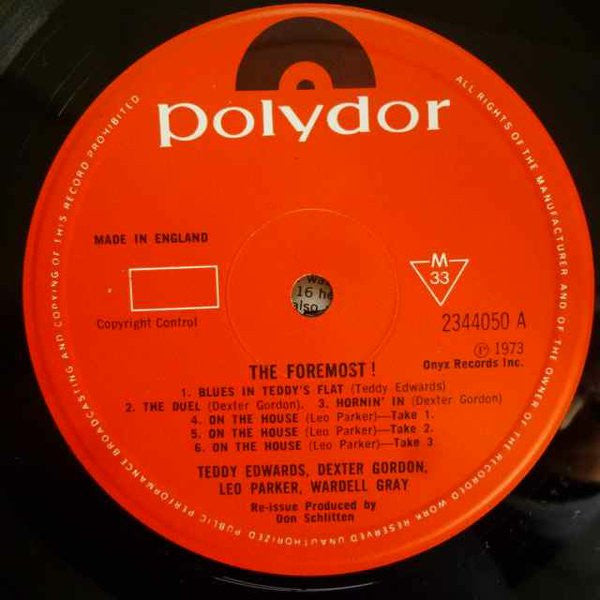 polydor
MADE IN ENGLAND
Copyright Control
M
33
2344050 A
℗ 1973
Onyx Records Inc.
was
16 he
also
THE FOREMOST!
1. BLUES IN TEDDY'S FLAT (Teddy Edwards)
2. THE DUEL (Dexter Gordon). 3. HORNIN' IN (Dexter Gordon)
4. ON THE HOUSE (Leo Parker)—Take 1.
5. ON THE HOUSE (Leo Parker)—Take 2.
6. ON THE HOUSE (Leo Parker)—Take 3
TEDDY EDWARDS, DEXTER GORDON,
LEO PARKER, WARDELL GRAY
Re-issue Produced by
Don Schlitten
ALL RIGHTS OF THE MANUFACTURER AND OF THE OWNER OF THE RECORDED WORK RESERVED UNAUTHORIZED PUBLIC PERFORMANCE BROADCASTING AND COPYING OF THIS RECORD PROHIBITED